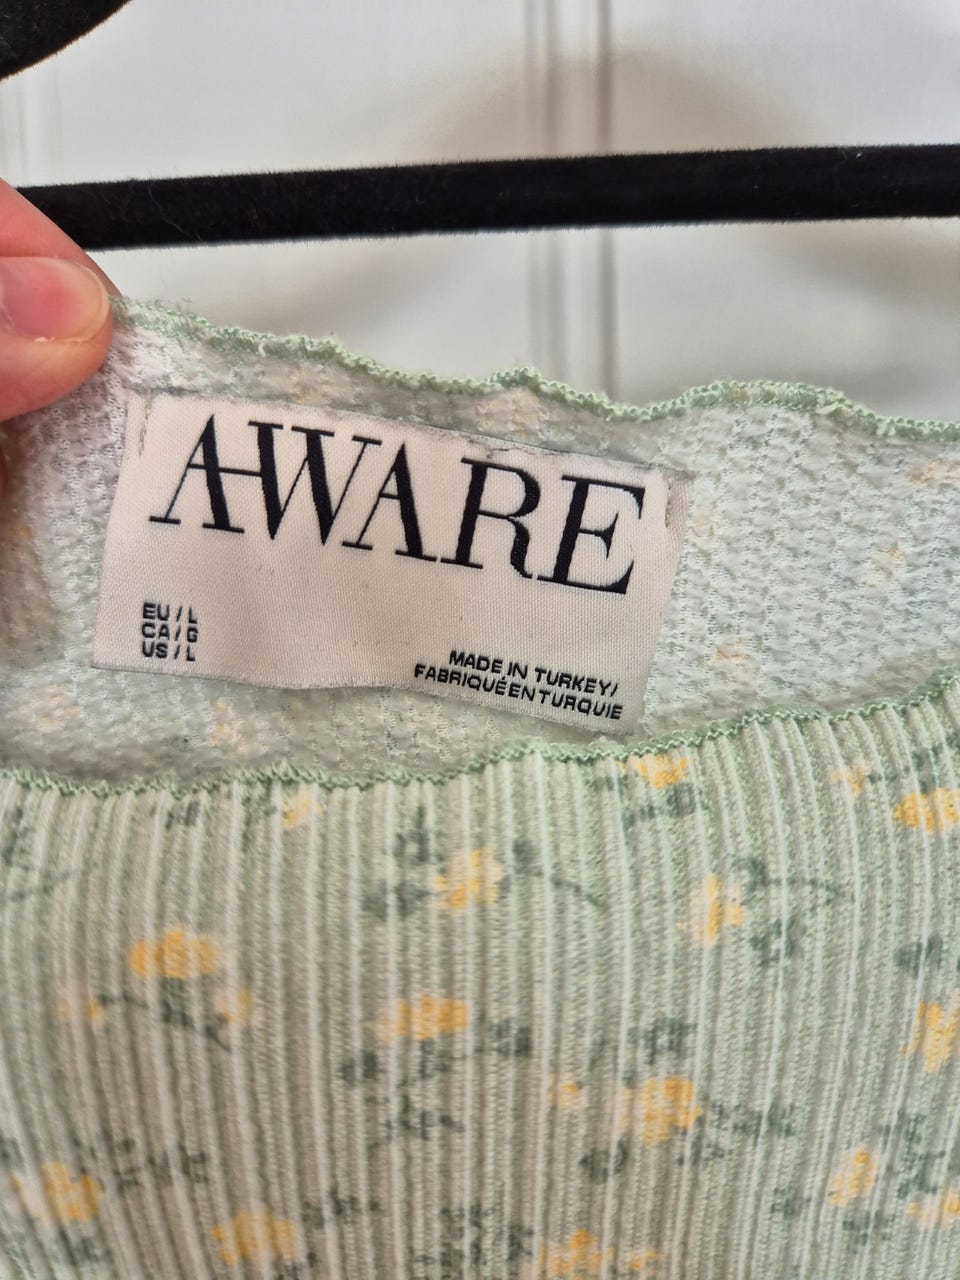 AWARE
EU/L
CA/G
US/L
MADE IN TURKEY/
FABRIQUÉ EN TURQUIE